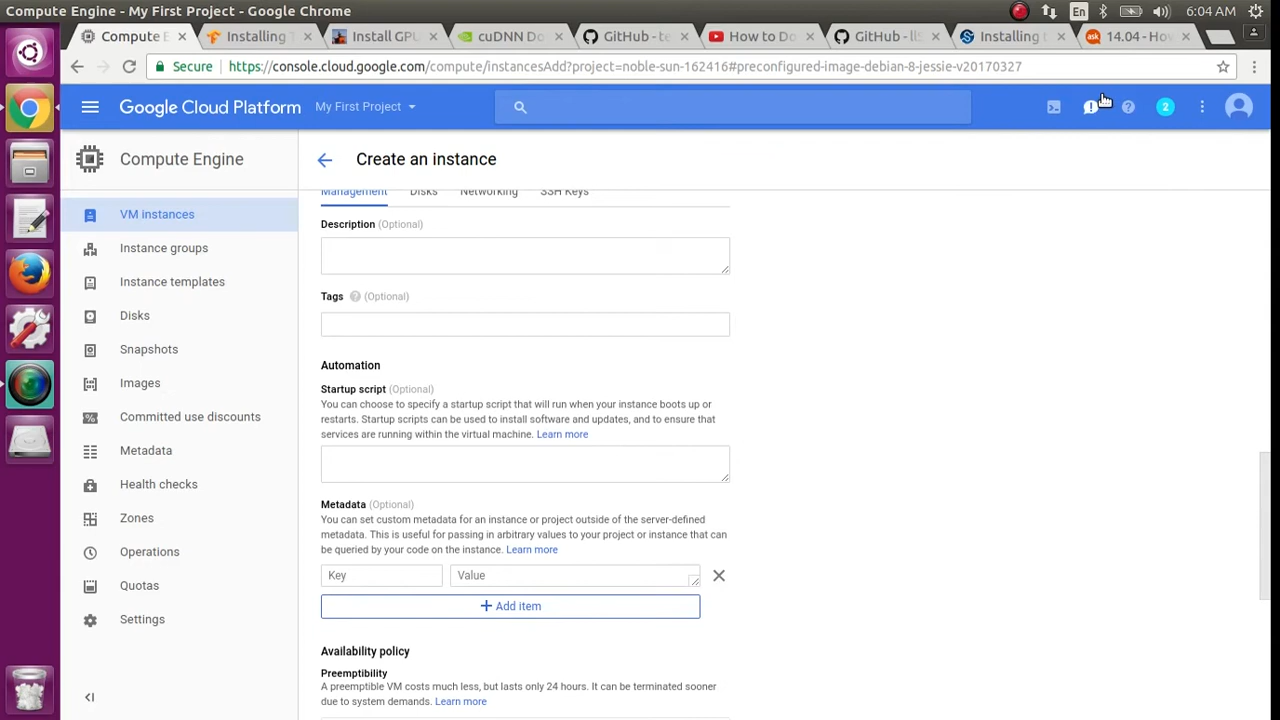 Compute Engine - My First Project - Google Chrome
En
6:04 AM
Compute E
Installing T
Install GPU
cuDNN Do
GitHub - te
How to Do
GitHub - 
Installing
14.04 - How
Secure
https://console.cloud.google.com/compute/instancesAdd?project=noble-sun-162416#preconfigured-image-debian-8-jessie-v20170327
Google Cloud Platform
My First Project
2
Compute Engine
Create an instance
VM instances
Instance groups
Instance templates
Disks
Snapshots
Images
Committed use discounts
Metadata
Health checks
Zones
Operations
Quotas
Settings
Management Disks Networking SSH Keys
Description (Optional)
Tags (Optional)
Automation
Startup script (Optional)
You can choose to specify a startup script that will run when your instance boots up or
restarts. Startup scripts can be used to install software and updates, and to ensure that
services are running within the virtual machine. Learn more
Metadata (Optional)
You can set custom metadata for an instance or project outside of the server-defined
metadata. This is useful for passing in arbitrary values to your project or instance that can
be queried by your code on the instance. Learn more
Key
Value
+ Add item
Availability policy
Preemptibility
A preemptible VM costs much less, but lasts only 24 hours. It can be terminated sooner
due to system demands. Learn more